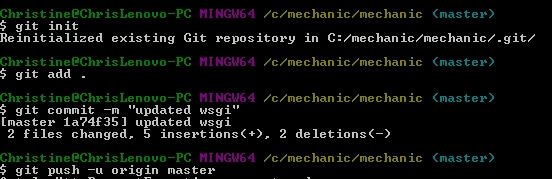 Christine@ChrisLenovo-PC MINGW64 /c/mechanic/mechanic (master)
$ git init
Reinitialized existing Git repository in C:/mechanic/mechanic/.git/
Christine@ChrisLenovo-PC MINGW64 /c/mechanic/mechanic (master)
$ git add .
Christine@ChrisLenovo-PC MINGW64 /c/mechanic/mechanic (master)
$ git commit -m "updated wsgi"
[master 1a74f35] updated wsgi
 2 files changed, 5 insertions(+), 2 deletions(-)
Christine@ChrisLenovo-PC MINGW64 /c/mechanic/mechanic (master)
$ git push -u origin master